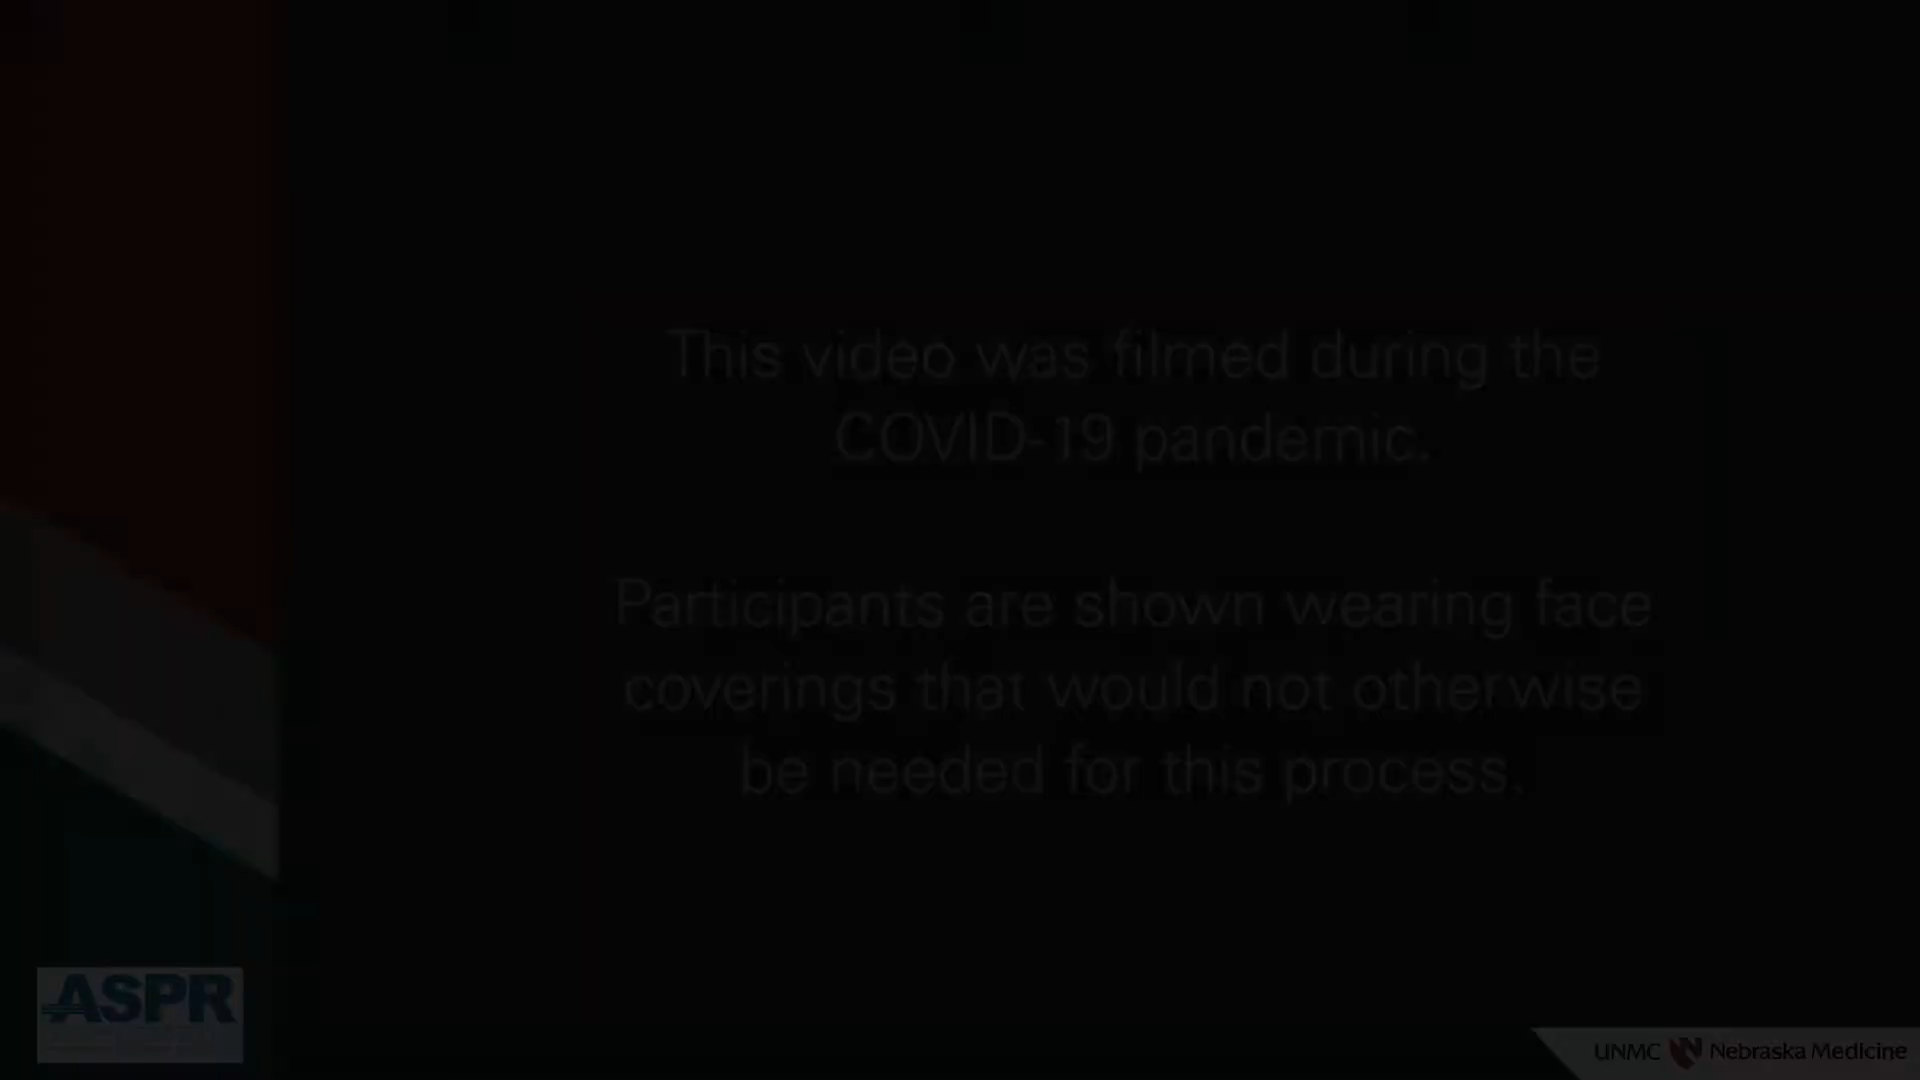 This video was filmed during the
COVID-19 pandemic.
Participants are shown wearing face
coverings that would not otherwise
be needed for this process.
ASPR
UNMC Nebraska Medicine